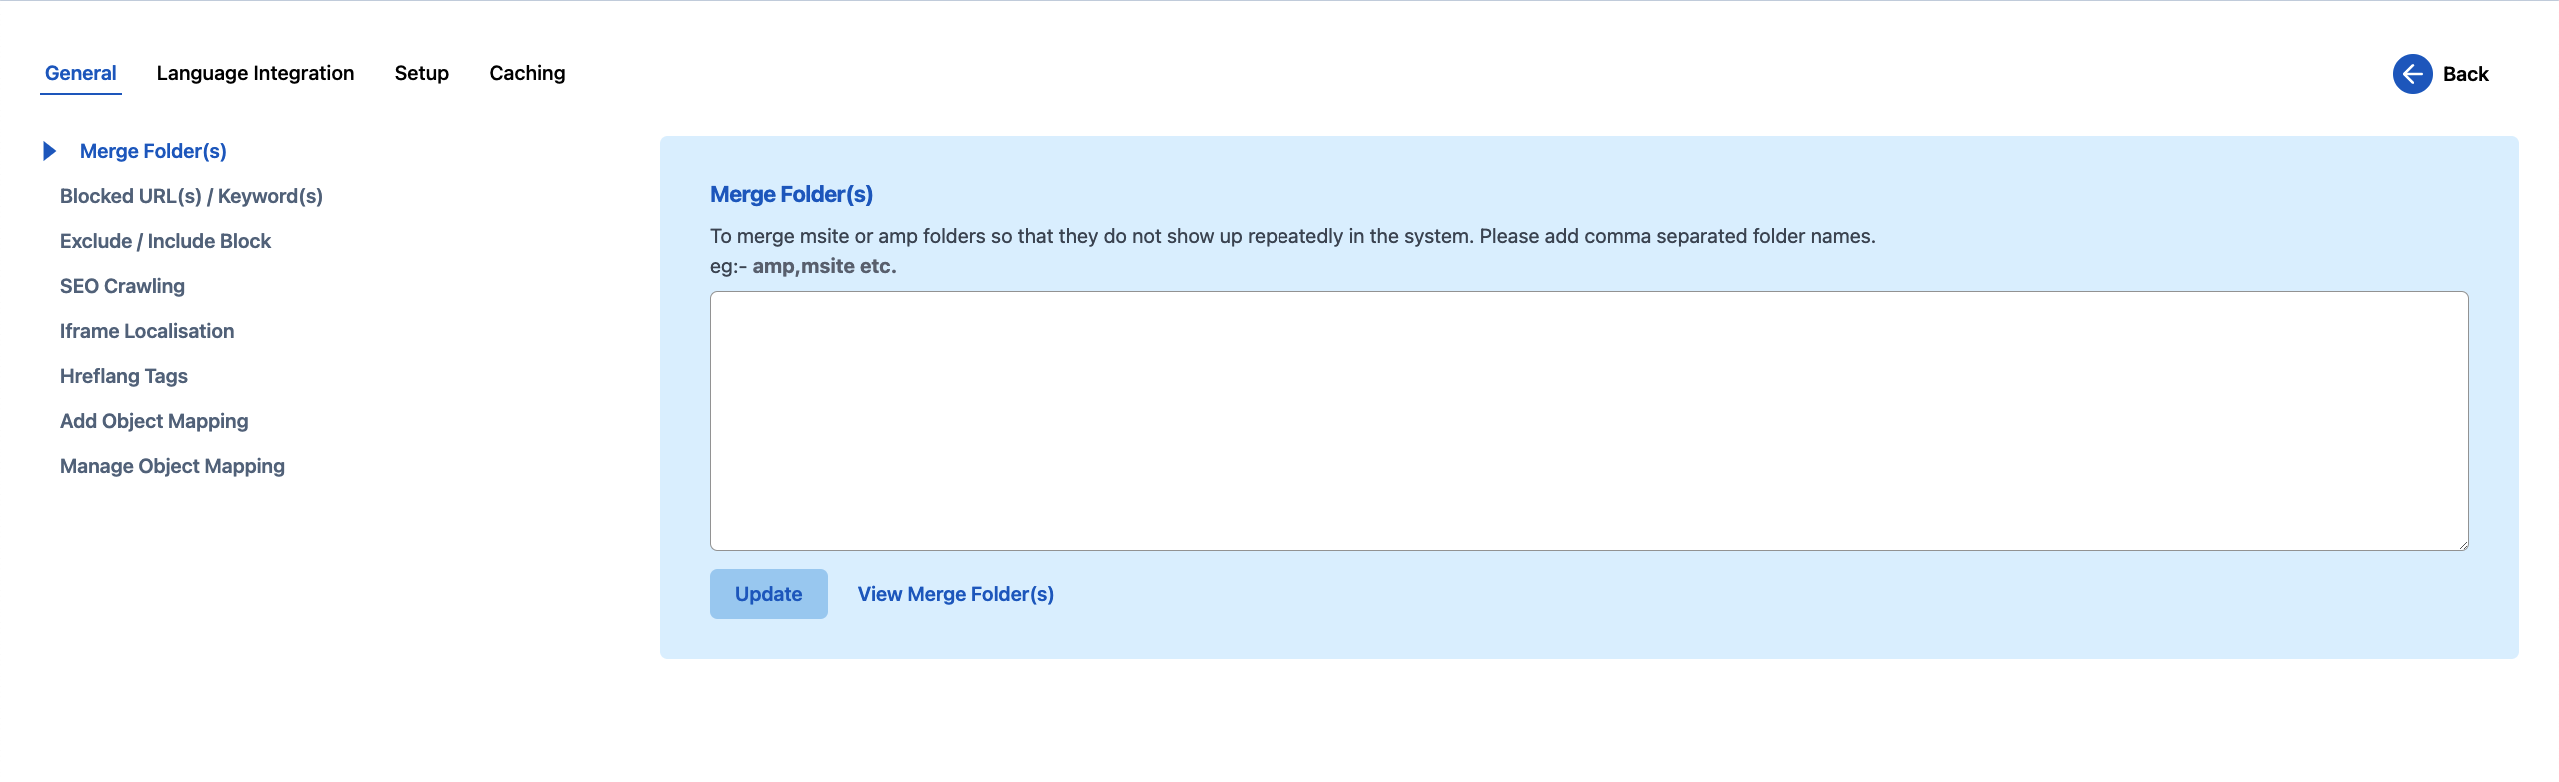 General
Language Integration
Setup
Caching
Back
Merge Folder(s)
Blocked URL(s) / Keyword(s)
Exclude / Include Block
SEO Crawling
Iframe Localisation
Hreflang Tags
Add Object Mapping
Manage Object Mapping
Merge Folder(s)
To merge msite or amp folders so that they do not show up repeatedly in the system. Please add comma separated folder names.
eg:- amp,msite etc.
Update
View Merge Folder(s)